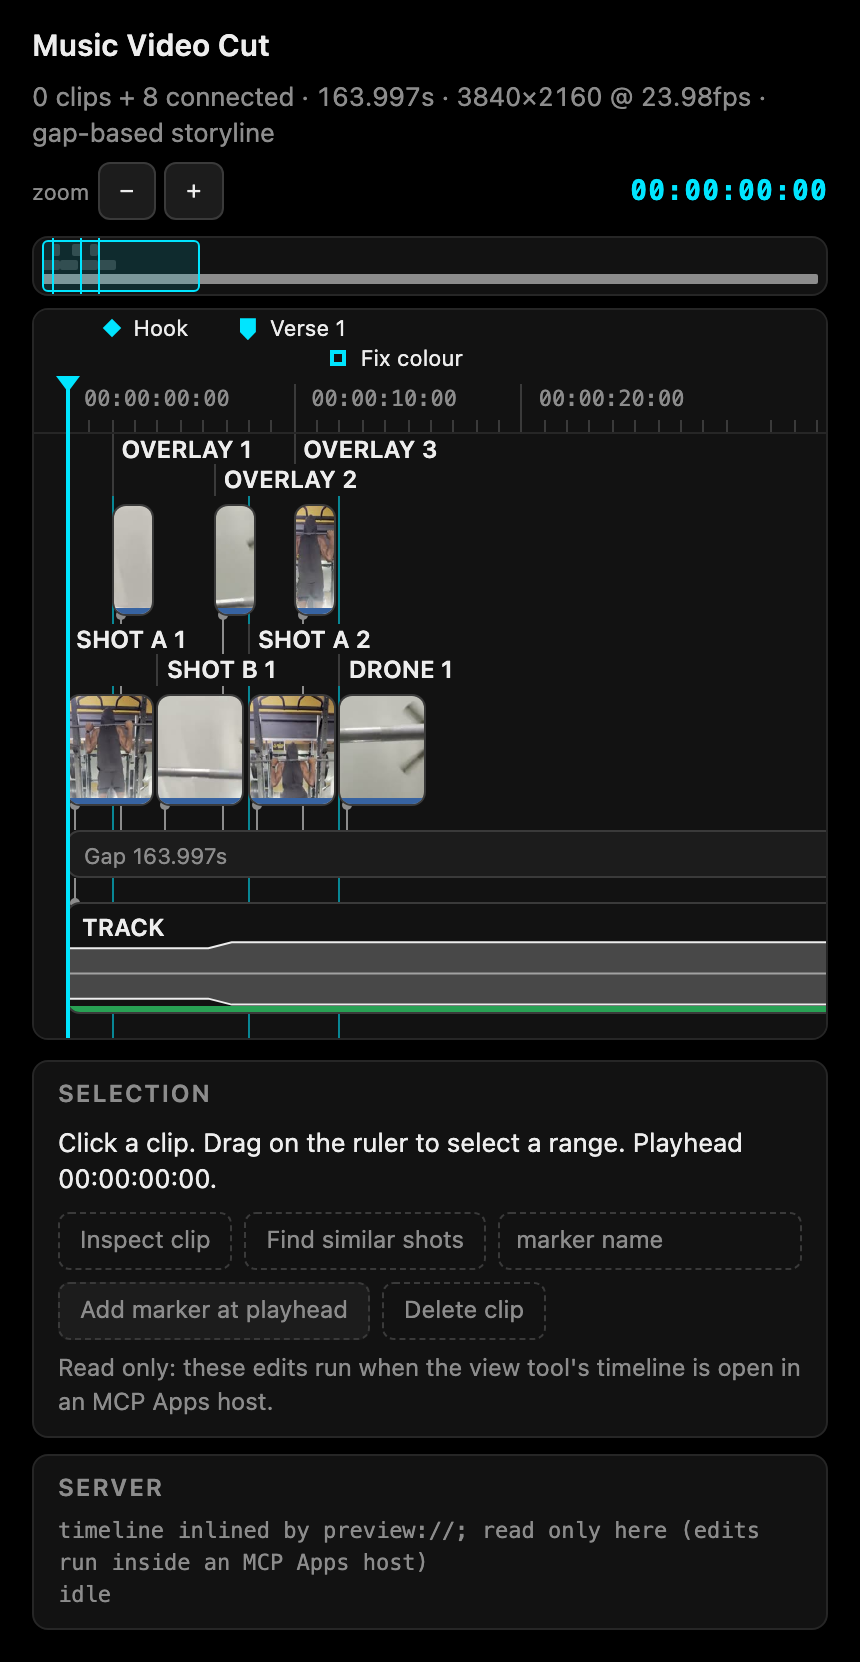 Music Video Cut
0 clips + 8 connected · 163.997s · 3840×2160 @ 23.98fps ·
gap-based storyline
zoom − + 00:00:00:00
Hook Verse 1
Fix colour
00:00:00:00 00:00:10:00 00:00:20:00
OVERLAY 1 OVERLAY 3
OVERLAY 2
SHOT A 1 SHOT A 2
SHOT B 1 DRONE 1
Gap 163.997s
TRACK
SELECTION
Click a clip. Drag on the ruler to select a range. Playhead
00:00:00:00.
Inspect clip Find similar shots marker name
Add marker at playhead Delete clip
Read only: these edits run when the view tool's timeline is open in
an MCP Apps host.
SERVER
timeline inlined by preview://; read only here (edits
run inside an MCP Apps host)
idle